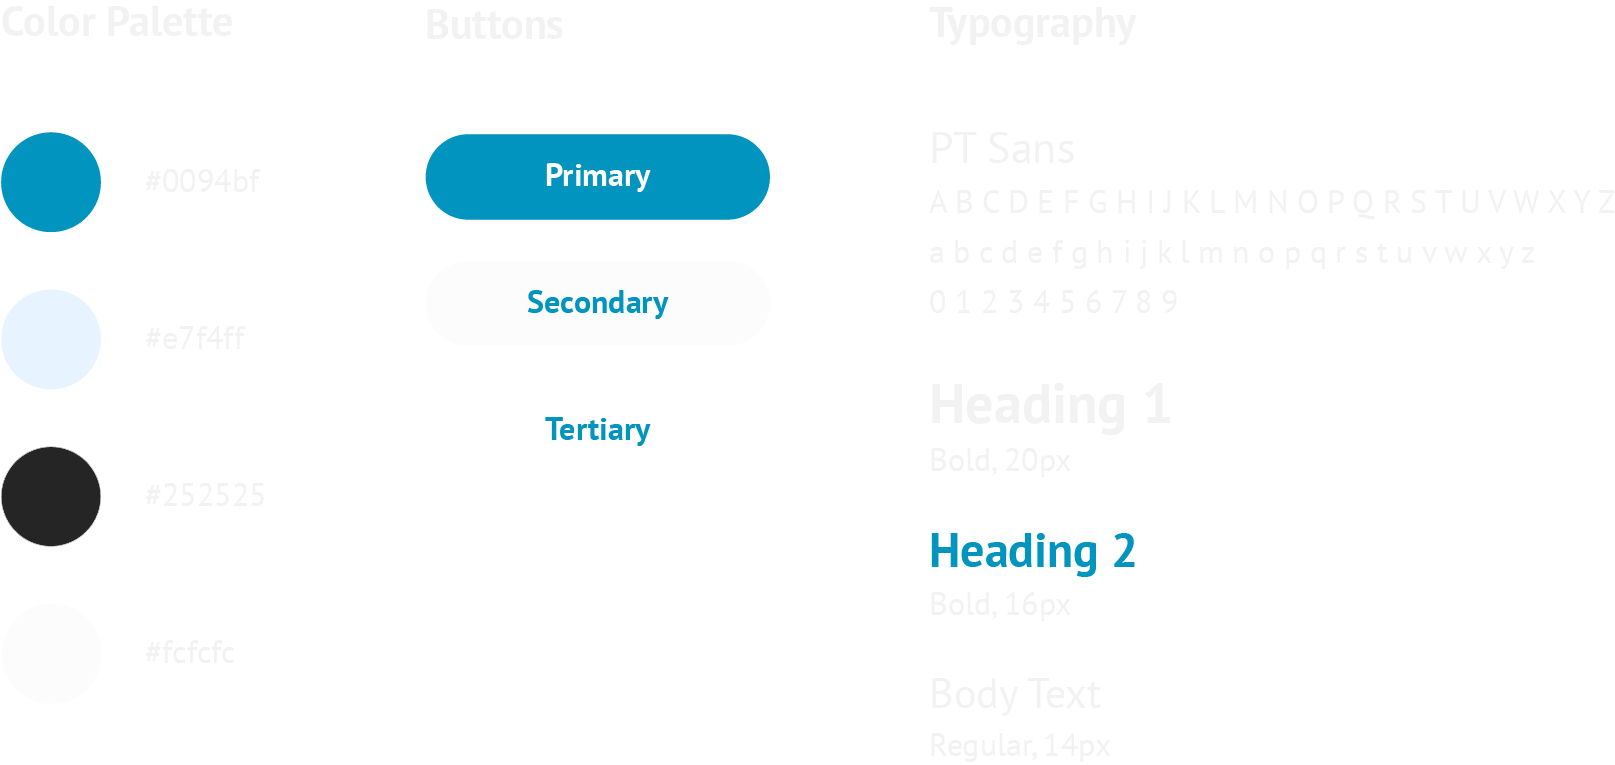 Color Palette
#0094bf
#e7f4ff
#252525
#fcfcfc
Buttons
Primary
Secondary
Tertiary
Typography
PT Sans
A B C D E F G H I J K L M N O P Q R S T U V W X Y Z
a b c d e f g h i j k l m n o p q r s t u v w x y z
0 1 2 3 4 5 6 7 8 9
Heading 1
Bold, 20px
Heading 2
Bold, 16px
Body Text
Regular, 14px